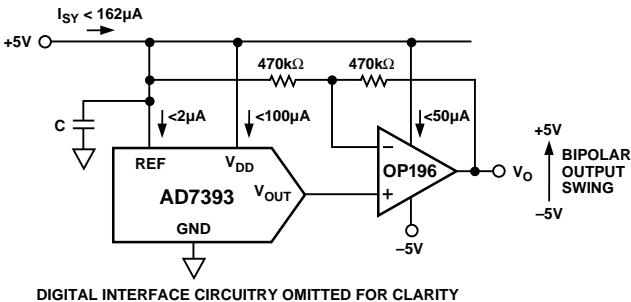 I_SY < 162µA
+5V
470kΩ 470kΩ
C
<2µA
<100µA
<50µA
REF
V_DD
AD7393
V_OUT
GND
−
+
OP196
−5V
V_O
+5V
BIPOLAR
OUTPUT
SWING
−5V
DIGITAL INTERFACE CIRCUITRY OMITTED FOR CLARITY